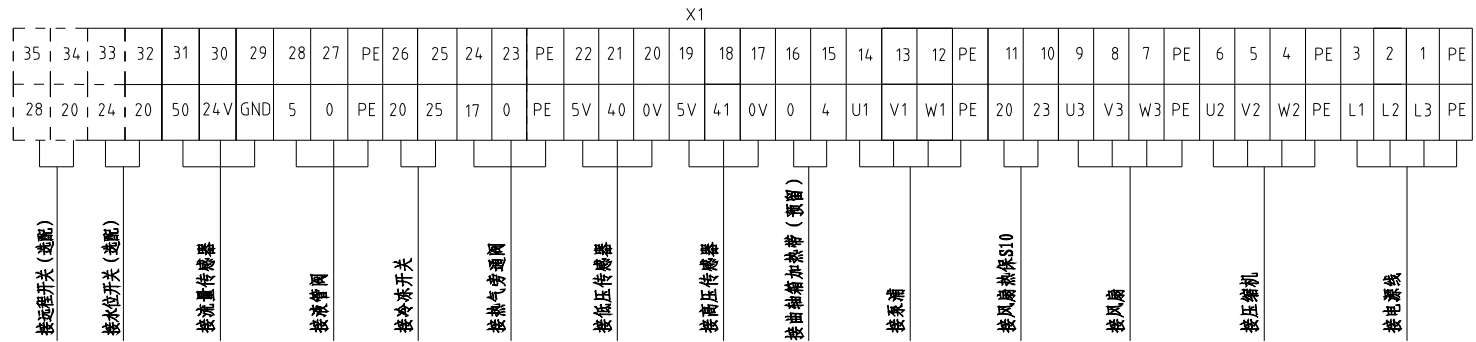 X1
35 34 33 32 31 30 29 28 27 PE 26 25 24 23 PE 22 21 20 19 18 17 16 15 14 13 12 PE 11 10 9 8 7 PE 6 5 4 PE 3 2 1 PE
28 20 24 20 50 24V GND 5 0 PE 20 25 17 0 PE 5V 40 0V 5V 41 0V 0 4 U1 V1 W1 PE 20 23 U3 V3 W3 PE U2 V2 W2 PE L1 L2 L3 PE
接远程开关(选配)
接水位开关(选配)
接流量传感器
接液管阀
接冷冻开关
接热气旁通阀
接低压传感器
接高压传感器
接曲轴箱加热带(预留)
接泵浦
接风扇热保S10
接风扇
接压缩机
接电源线